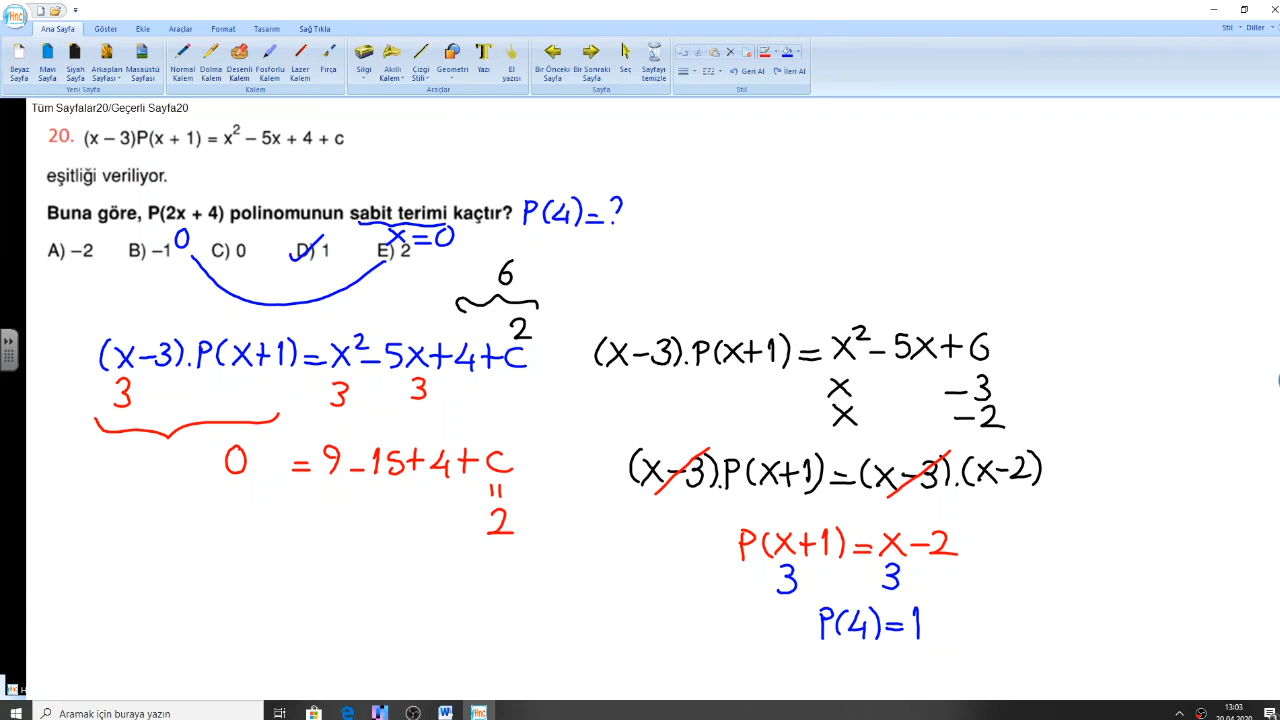 Stil Diller
Ana Sayfa Göster Ekle Araçlar Format Tasarım Sağ Tıkla
Beyaz Sayfa Mavi Sayfa Siyah Sayfa Arkaplan Sayfası Masaüstü Sayfası Normal Kalem Dolma Kalem Desenli Kalem Fosforlu Kalem Lazer Kalem Fırça Silgi Akıllı Kalem Çizgi Stili Geometri Yazı El yazısı Bir Önceki Sayfa Bir Sonraki Sayfa Seç Sayfayı temizle Geri Al İleri Al
Yeni Sayfa Kalem Araçlar Sayfa Stil
Tüm Sayfalar20/Geçerli Sayfa20
20. (x – 3)P(x + 1) = x² – 5x + 4 + c
eşitliği veriliyor.
Buna göre, P(2x + 4) polinomunun sabit terimi kaçtır? P(4)=?
0 x=0
A) –2 B) –1 C) 0 D) 1 E) 2
6
2
(x-3).P(x+1)=x²-5x+4+c
3 3 3
0 = 9-15+4+c
2
(x-3).P(x+1)=x²-5x+6
x -3
x -2
(x-3).P(x+1)=(x-3).(x-2)
P(x+1)=x-2
3 3
P(4)=1
Aramak için buraya yazın
13:03
20.04.2020